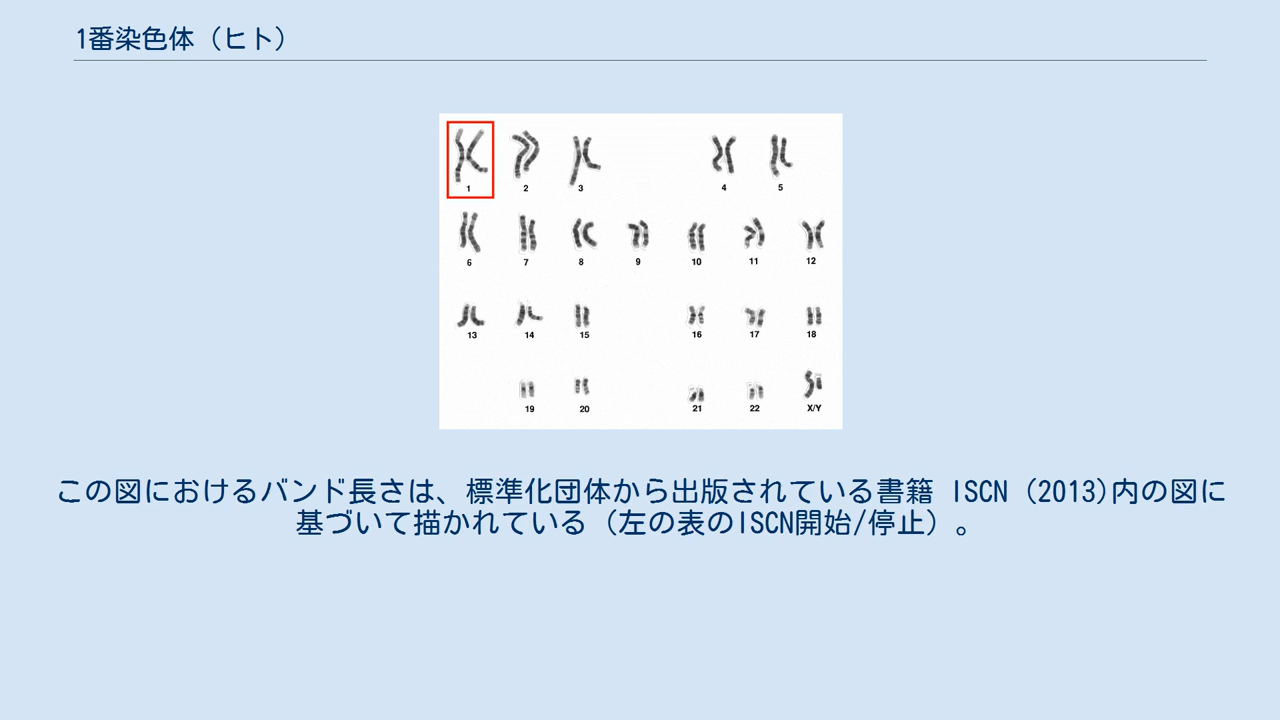 1番染色体（ヒト）
1 2 3 4 5
6 7 8 9 10 11 12
13 14 15 16 17 18
19 20 21 22 X/Y
この図におけるバンド長さは、標準化団体から出版されている書籍 ISCN (2013)内の図に
基づいて描かれている（左の表のISCN開始/停止）。